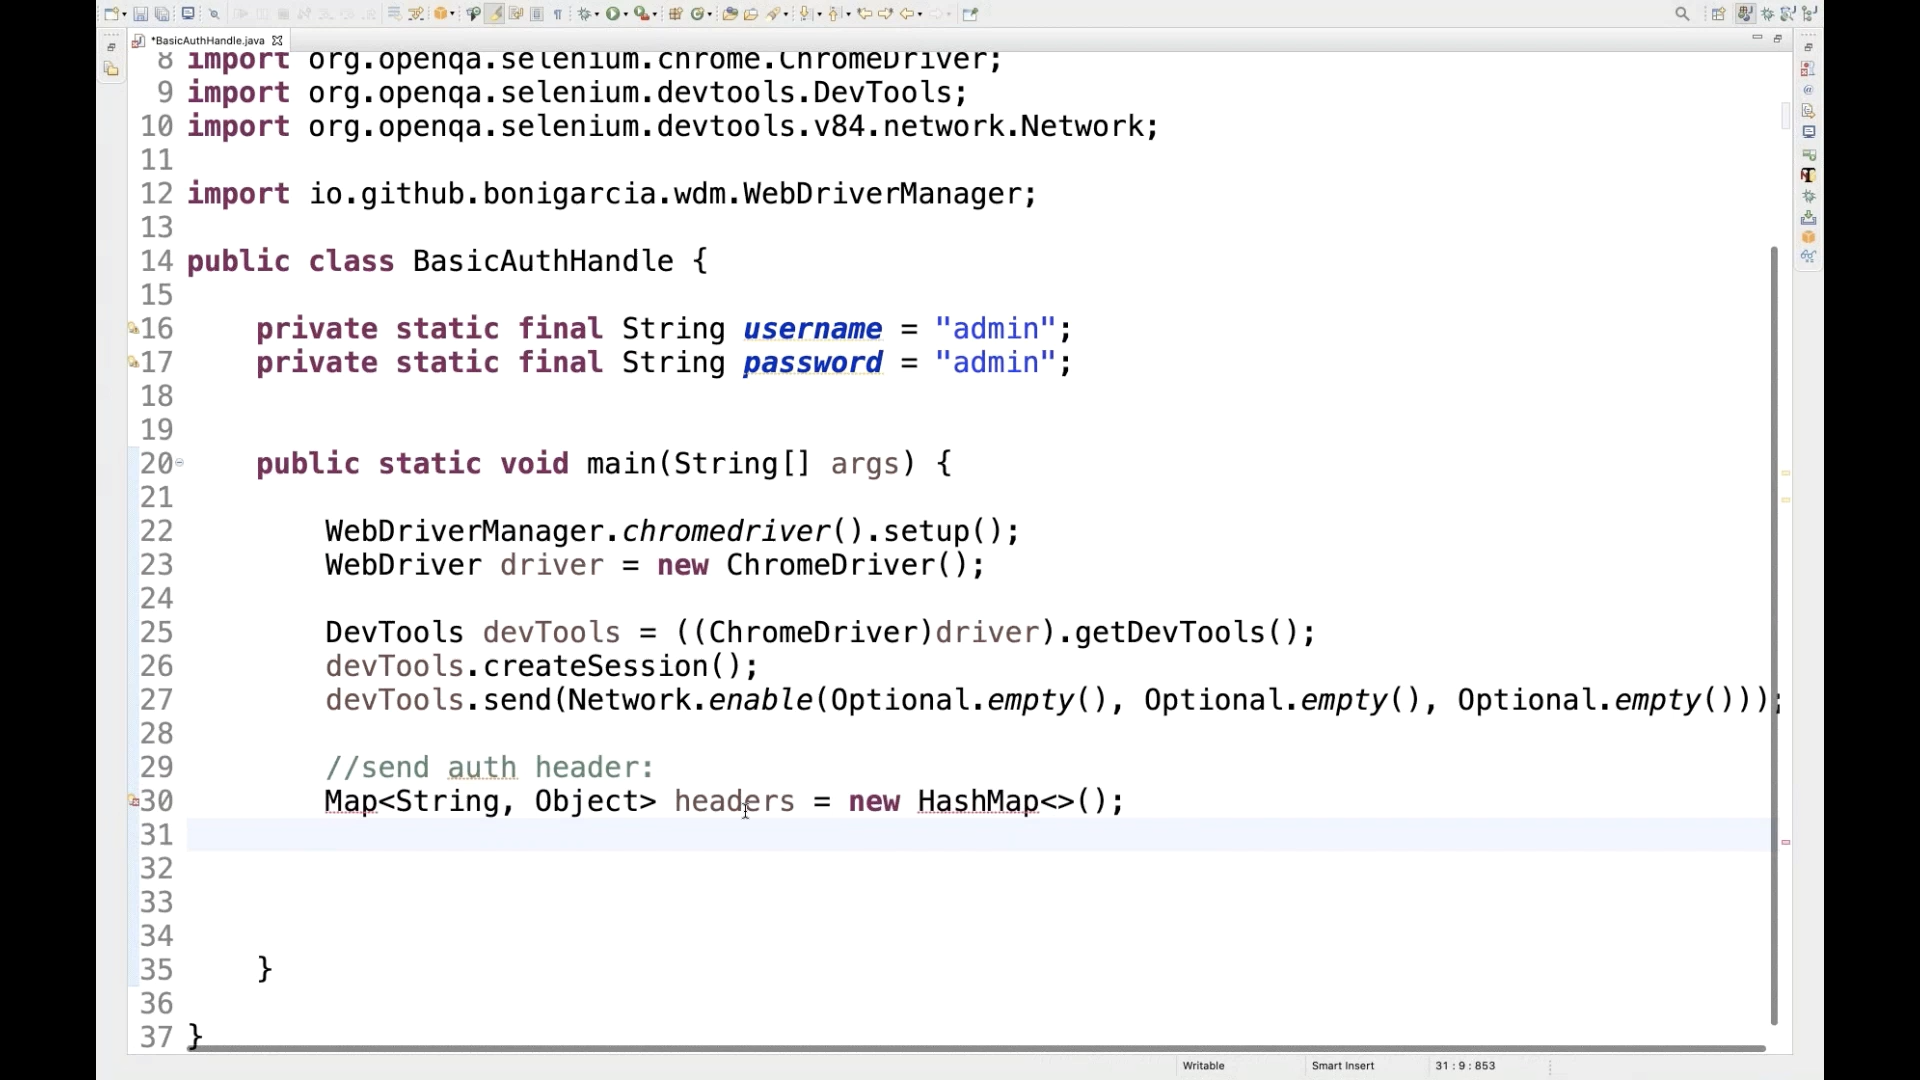 *BasicAuthHandle.java
8 import org.openqa.selenium.chrome.ChromeDriver;
9 import org.openqa.selenium.devtools.DevTools;
10 import org.openqa.selenium.devtools.v84.network.Network;
11
12 import io.github.bonigarcia.wdm.WebDriverManager;
13
14 public class BasicAuthHandle {
15
16 private static final String username = "admin";
17 private static final String password = "admin";
18
19
20 public static void main(String[] args) {
21
22 WebDriverManager.chromedriver().setup();
23 WebDriver driver = new ChromeDriver();
24
25 DevTools devTools = ((ChromeDriver)driver).getDevTools();
26 devTools.createSession();
27 devTools.send(Network.enable(Optional.empty(), Optional.empty(), Optional.empty()));
28
29 //send auth header:
30 Map<String, Object> headers = new HashMap<>();
31
32
33
34
35 }
36
37 }
Writable Smart Insert 31 : 9 : 853